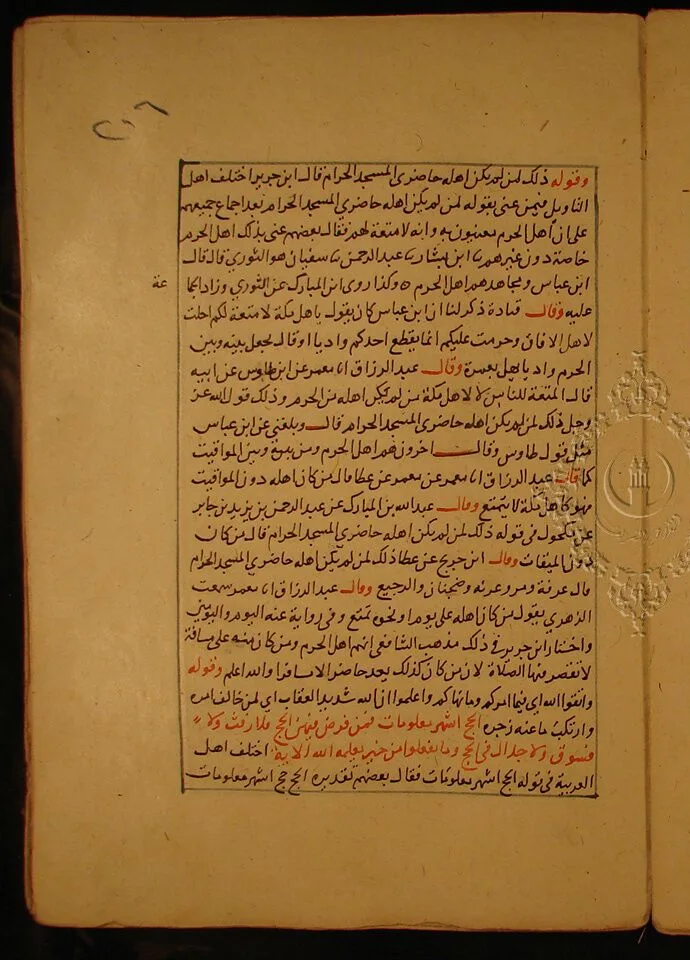 ٢٠٦
وقوله ذلك لمن لم يكن اهله حاضري المسجد الحرام قال ابن جرير اختلف اهل
التاويل فيمن عنى بقوله لمن لم يكن اهله حاضري المسجد الحرام بعد اجماع جميعهم
على ان اهل الحرم معنيون به وانه لا متعة لهم فقال بعضهم عنى بذلك اهل الحرم
خاصة دون غيرهم ثنا ابن بشار ثنا عبد الرحمن ثنا سفيان هو الثوري قال قال
ابن عباس ومجاهد هم اهل الحرم وكذا روى ابن المبارك عن الثوري وزاد الجما
عة
عليه وقال قتادة ذكر لنا ان ابن عباس كان يقول يا اهل مكة لا متعة لكم احلت
لاهل الافاق وحرمت عليكم انما يقطع احدكم واديا او قال يجعل بينه وبين
الحرم واديا يهل بعمرة وقال عبد الرزاق انا معمر عن ابن طاوس عن ابيه
قال المتعة للناس لا لاهل مكة من لم يكن اهله من الحرم وذلك قول الله عز
وجل ذلك لمن لم يكن اهله حاضري المسجد الحرام قال وبلغني عن ابن عباس
مثل قول طاوس وقال اخرون هم اهل الحرم ومن بينه وبين المواقيت
كما قال عبد الرزاق انا معمر عن معمر عن عطا قال من كان اهله دون المواقيت
فهو كاهل مكة لا يتمتع وقال عبد الله بن المبارك عن عبد الرحمن بن يزيد بن جابر
عن مكحول في قوله ذلك لمن لم يكن اهله حاضري المسجد الحرام قال من كان
دون الميقات وقال ابن جريج عن عطا ذلك لمن لم يكن اهله حاضري المسجد الحرام
قال عرفة ومر وعرنة وضجنان والرجيع وقال عبد الرزاق انا معمر سمعت
الزهري يقول من كان اهله على يوم او نحوه تمتع وفي رواية عنه اليوم واليومين
واختار ابن جرير في ذلك مذهب الشافعي انهم اهل الحرم ومن كان منه على مسافة
لا تقصر فيها الصلاة لان من كان كذلك يعد حاضرا لا مسافرا والله اعلم وقوله
واتقوا الله اي فيما امركم وما نهاكم واعلموا ان الله شديد العقاب اي لمن خالف امره
وارتكب ما عنه زجره الحج اشهر معلومات فمن فرض فيهن الحج فلا رفث ولا
فسوق ولا جدال في الحج وما تفعلوا من خير يعلمه الله الاية اختلف اهل
العربية في قوله الحج اشهر معلومات فقال بعضهم تقديره الحج حج اشهر معلومات